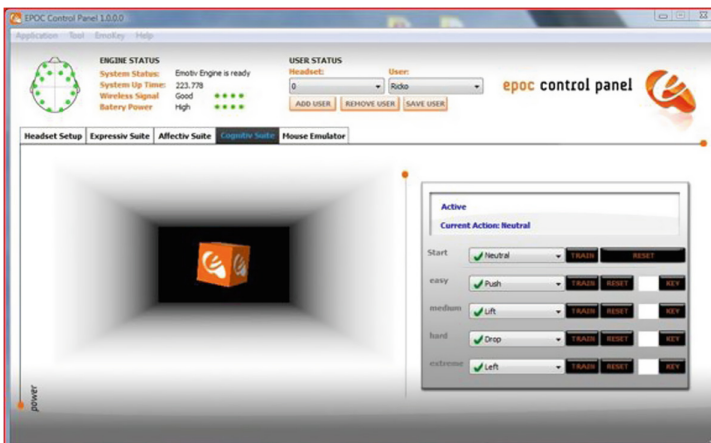 EPOC Control Panel 1.0.0.0
Application Tool EmoKey Help
ENGINE STATUS
System Status: Emotiv Engine is ready
System Up Time: 223.778
Wireless Signal Good
Batery Power High
USER STATUS
Headset: User:
0 Ricko
ADD USER REMOVE USER SAVE USER
epoc control panel
Headset Setup Expressiv Suite Affectiv Suite Cognitiv Suite Mouse Emulator
Active
Current Action: Neutral
Start Neutral TRAIN RESET
easy Push TRAIN RESET KEY
medium Lift TRAIN RESET KEY
hard Drop TRAIN RESET KEY
extreme Left TRAIN RESET KEY
power